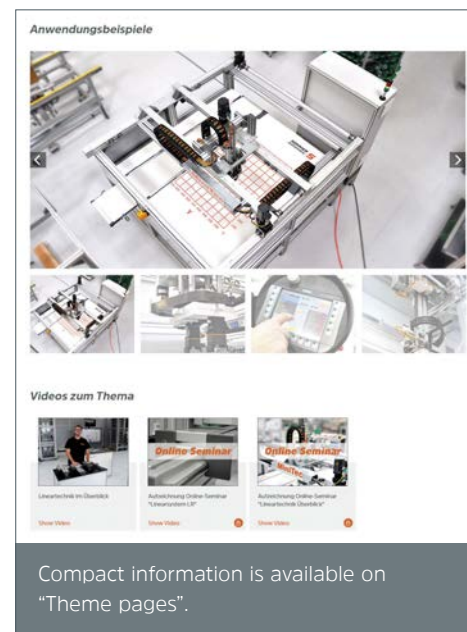 Anwendungsbeispiele
Videos zum Thema
Online Seminar
Online Seminar
MiniTec
Lineartechnik im Überblick
Aufzeichnung Online-Seminar
"Linearsystem LR"
Aufzeichnung Online-Seminar
"Lineartechnik Überblick"
Show Video
Show Video
Show Video
Compact information is available on
“Theme pages”.